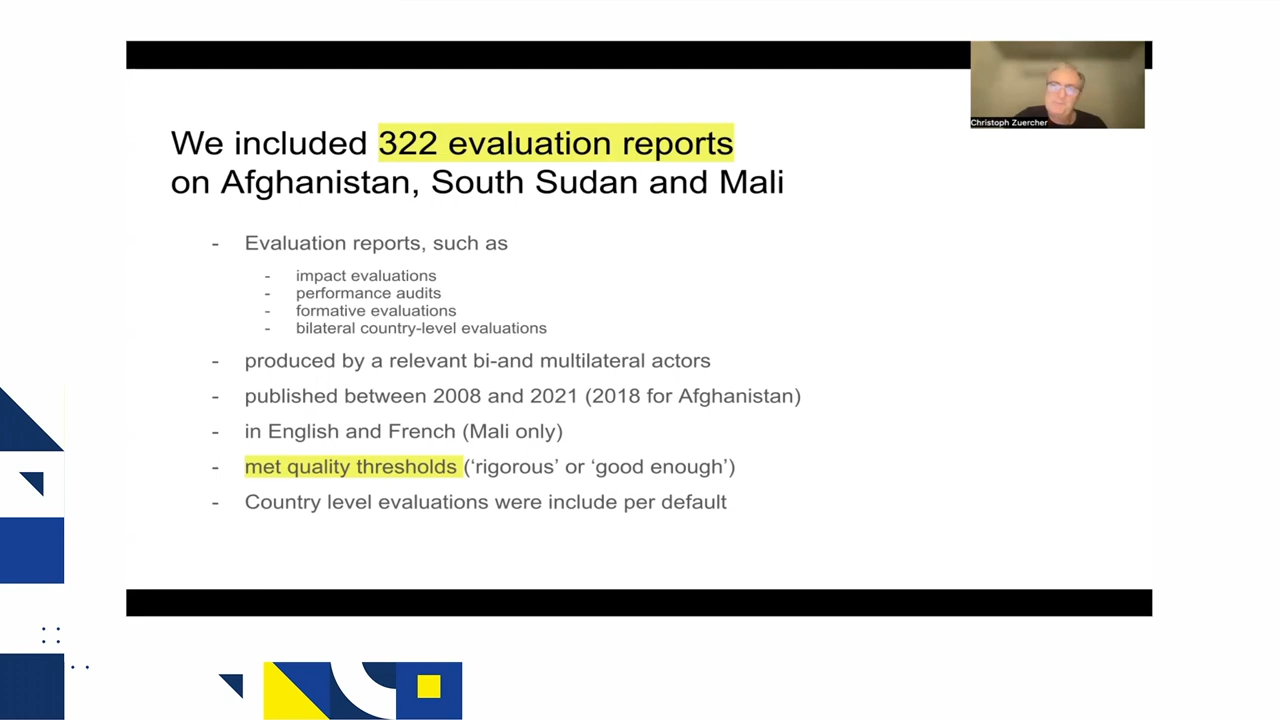 Christoph Zuercher
We included 322 evaluation reports
on Afghanistan, South Sudan and Mali
- Evaluation reports, such as
- impact evaluations
- performance audits
- formative evaluations
- bilateral country-level evaluations
- produced by a relevant bi-and multilateral actors
- published between 2008 and 2021 (2018 for Afghanistan)
- in English and French (Mali only)
- met quality thresholds (‘rigorous’ or ‘good enough’)
- Country level evaluations were include per default